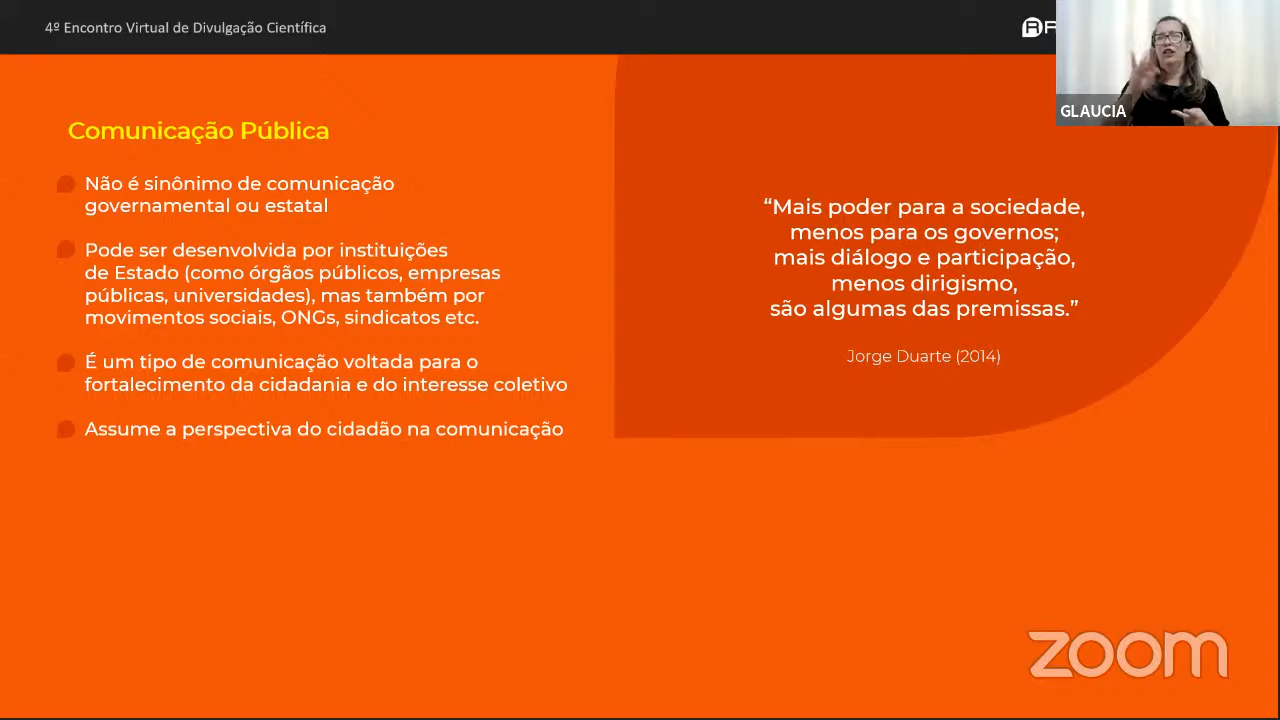 4º Encontro Virtual de Divulgação Científica
GLAUCIA
Comunicação Pública
Não é sinônimo de comunicação
governamental ou estatal
Pode ser desenvolvida por instituições
de Estado (como órgãos públicos, empresas
públicas, universidades), mas também por
movimentos sociais, ONGs, sindicatos etc.
É um tipo de comunicação voltada para o
fortalecimento da cidadania e do interesse coletivo
Assume a perspectiva do cidadão na comunicação
“Mais poder para a sociedade,
menos para os governos;
mais diálogo e participação,
menos dirigismo,
são algumas das premissas.”
Jorge Duarte (2014)
zoom